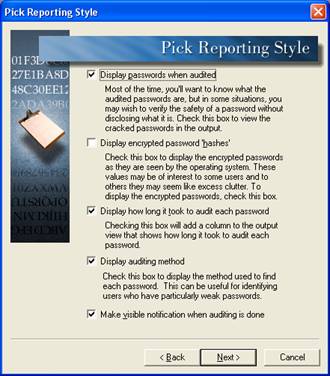 Pick Reporting Style
Pick Reporting Style
Display passwords when audited
Most of the time, you'll want to know what the
audited passwords are, but in some situations, you
may wish to verify the safety of a password without
disclosing what it is. Check this box to view the
cracked passwords in the output.
Display encrypted password 'hashes'
Check this box to display the encrypted passwords
as they are seen by the operating system. These
values may be of interest to some users and to
others they may seem like excess clutter. To
display the encrypted passwords, check this box.
Display how long it took to audit each password
Checking this box will add a column to the output
view that shows how long it took to audit each
password.
Display auditing method
Check this box to display the method used to find
each password. This can be useful for identifying
users who have particularly weak passwords.
Make visible notification when auditing is done
< Back
Next >
Cancel